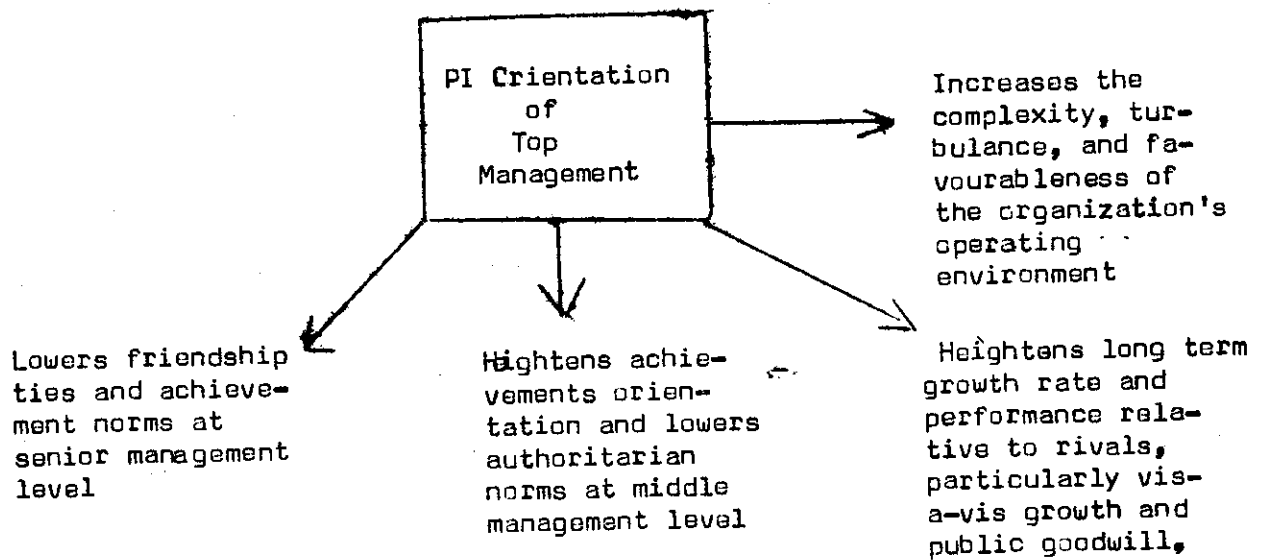 PI Crientation
of
Top
Management
Increases the
complexity, tur-
bulance, and fa-
vourableness of
the organization's
operating
environment
Lowers friendship
ties and achieve-
ment norms at
senior management
level
Hightens achie-
vements orien-
tation and lowers
authoritarian
norms at middle
management level
Heightens long term
growth rate and
performance rela-
tive to rivals,
particularly vis-
a-vis growth and
public goodwill,